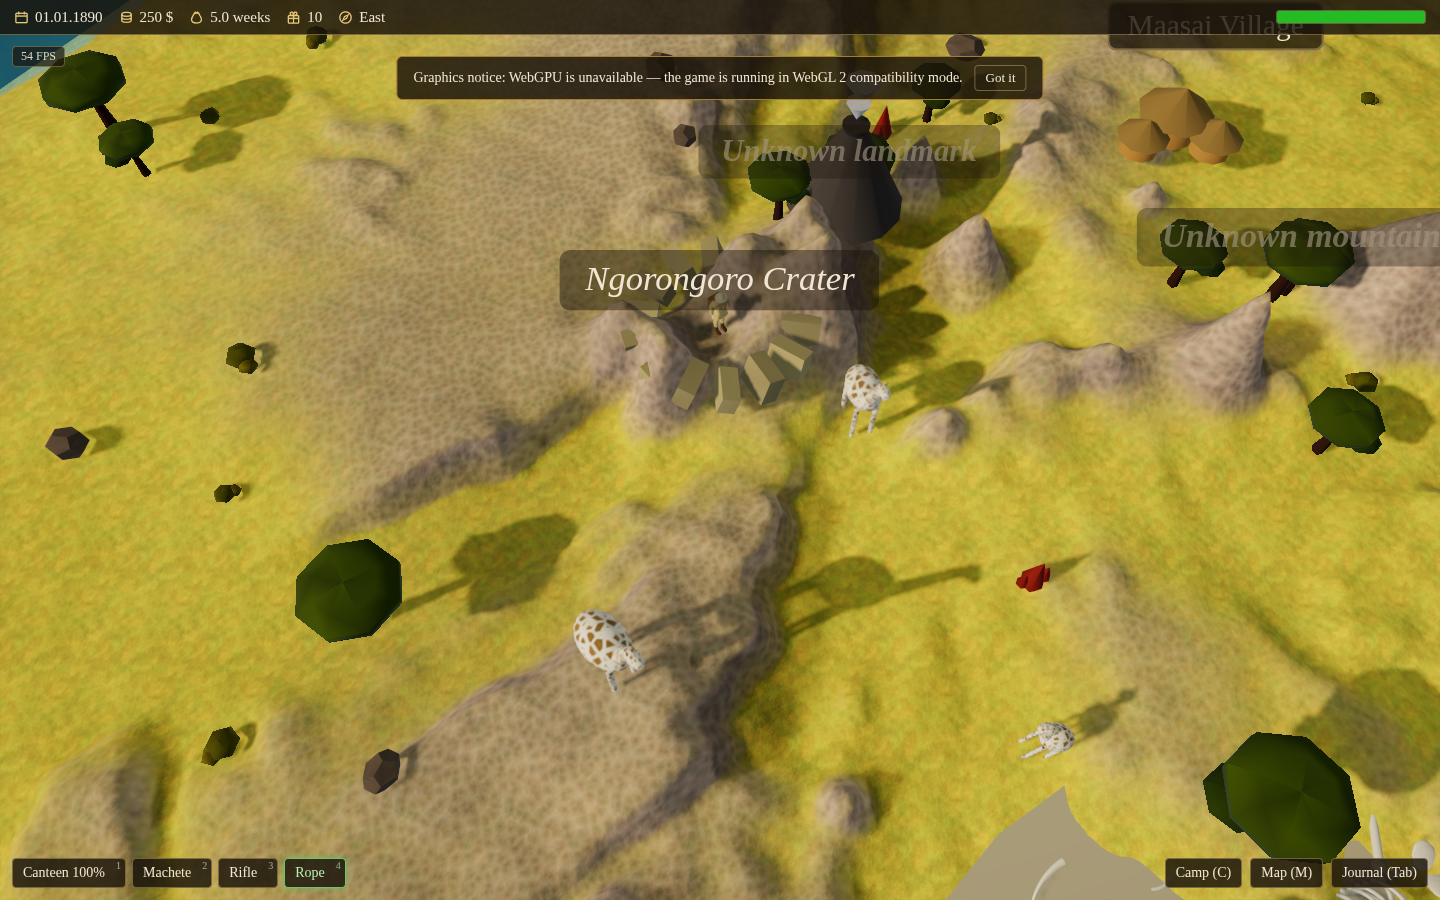 01.01.1890 250 $ 5.0 weeks 10 East
Maasai Village
54 FPS
Graphics notice: WebGPU is unavailable — the game is running in WebGL 2 compatibility mode. Got it
Unknown landmark
Unknown mountain
Ngorongoro Crater
Canteen 100% 1 Machete 2 Rifle 3 Rope 4
Camp (C) Map (M) Journal (Tab)